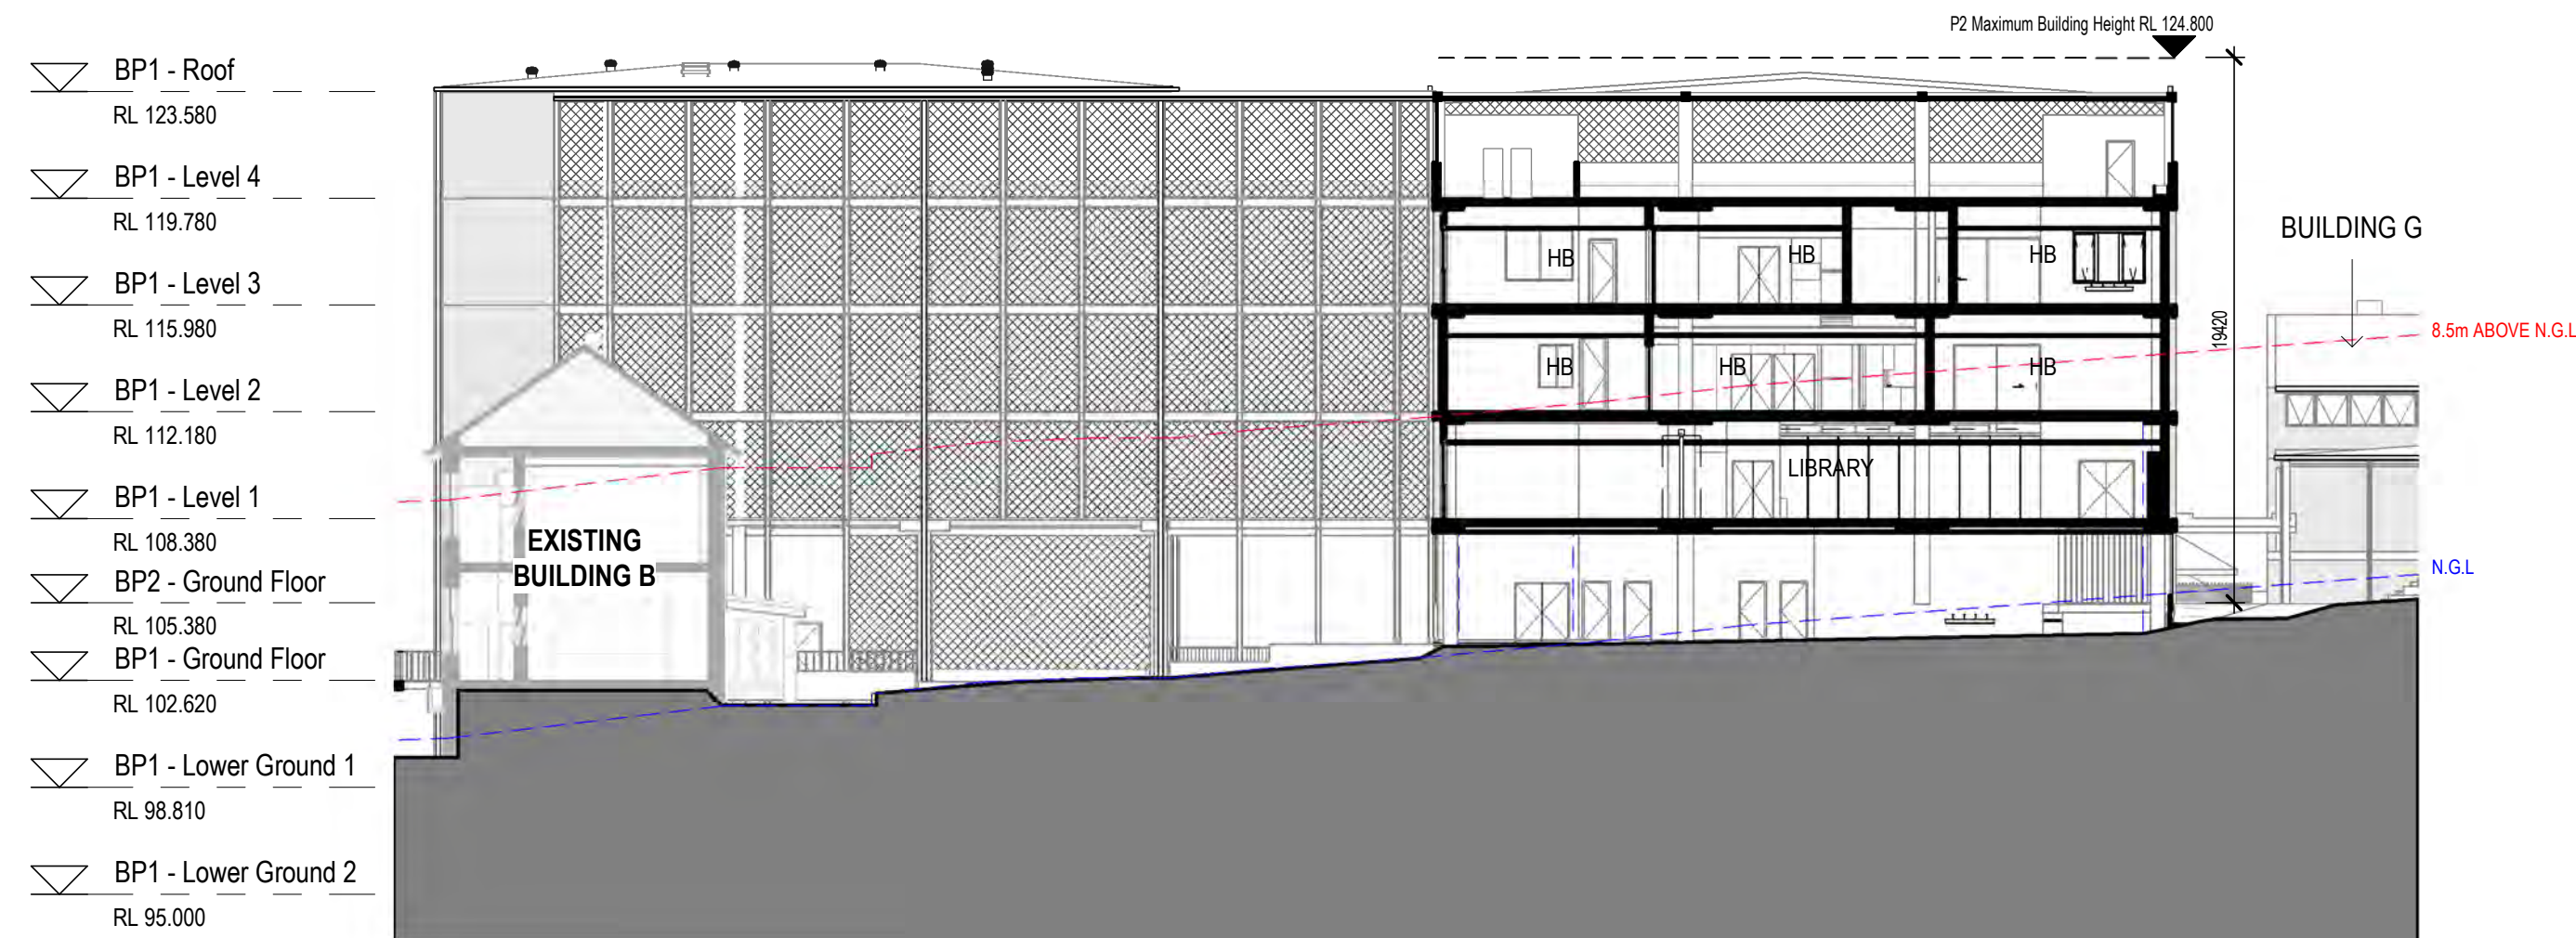 P2 Maximum Building Height RL 124.800
BP1 - Roof
RL 123.580
BP1 - Level 4
RL 119.780
BUILDING G
HB
HB
HB
BP1 - Level 3
RL 115.980
19420
8.5m ABOVE N.G.L
HB
HB
HB
BP1 - Level 2
RL 112.180
LIBRARY
BP1 - Level 1
RL 108.380
EXISTING
BUILDING B
N.G.L
BP2 - Ground Floor
RL 105.380
BP1 - Ground Floor
RL 102.620
BP1 - Lower Ground 1
RL 98.810
BP1 - Lower Ground 2
RL 95.000